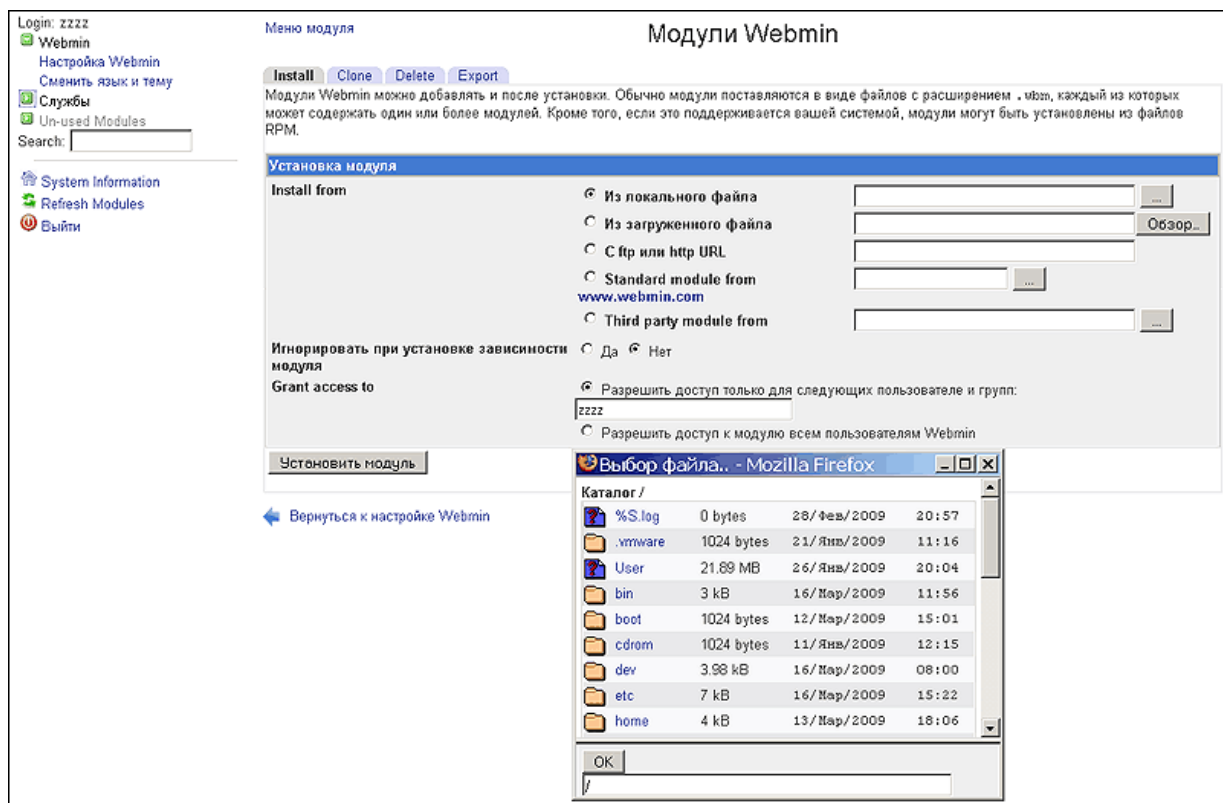 Login: zzzz
Webmin
Настройка Webmin
Сменить язык и тему
Службы
Un-used Modules
Search:
System Information
Refresh Modules
Выйти
Меню модуля
Модули Webmin
Install Clone Delete Export
Модули Webmin можно добавлять и после установки. Обычно модули поставляются в виде файлов с расширением .wbm, каждый из которых
может содержать один или более модулей. Кроме того, если это поддерживается вашей системой, модули могут быть установлены из файлов
RPM.
Установка модуля
Install from
Из локального файла ...
Из загруженного файла Обзор..
С ftp или http URL
Standard module from ...
www.webmin.com
Third party module from ...
Игнорировать при установке зависимости Да Нет
модуля
Grant access to Разрешить доступ только для следующих пользователе и групп:
zzzz
Разрешить доступ к модулю всем пользователям Webmin
Установить модуль
Вернуться к настройке Webmin
Выбор файла.. - Mozilla Firefox
Каталог /
%S.log 0 bytes 28/Фев/2009 20:57
.vmware 1024 bytes 21/Янв/2009 11:16
User 21.89 MB 26/Янв/2009 20:04
bin 3 kB 16/Мар/2009 11:56
boot 1024 bytes 12/Мар/2009 15:01
cdrom 1024 bytes 11/Янв/2009 12:15
dev 3.98 kB 16/Мар/2009 08:00
etc 7 kB 16/Мар/2009 15:22
home 4 kB 13/Мар/2009 18:06
OK
/